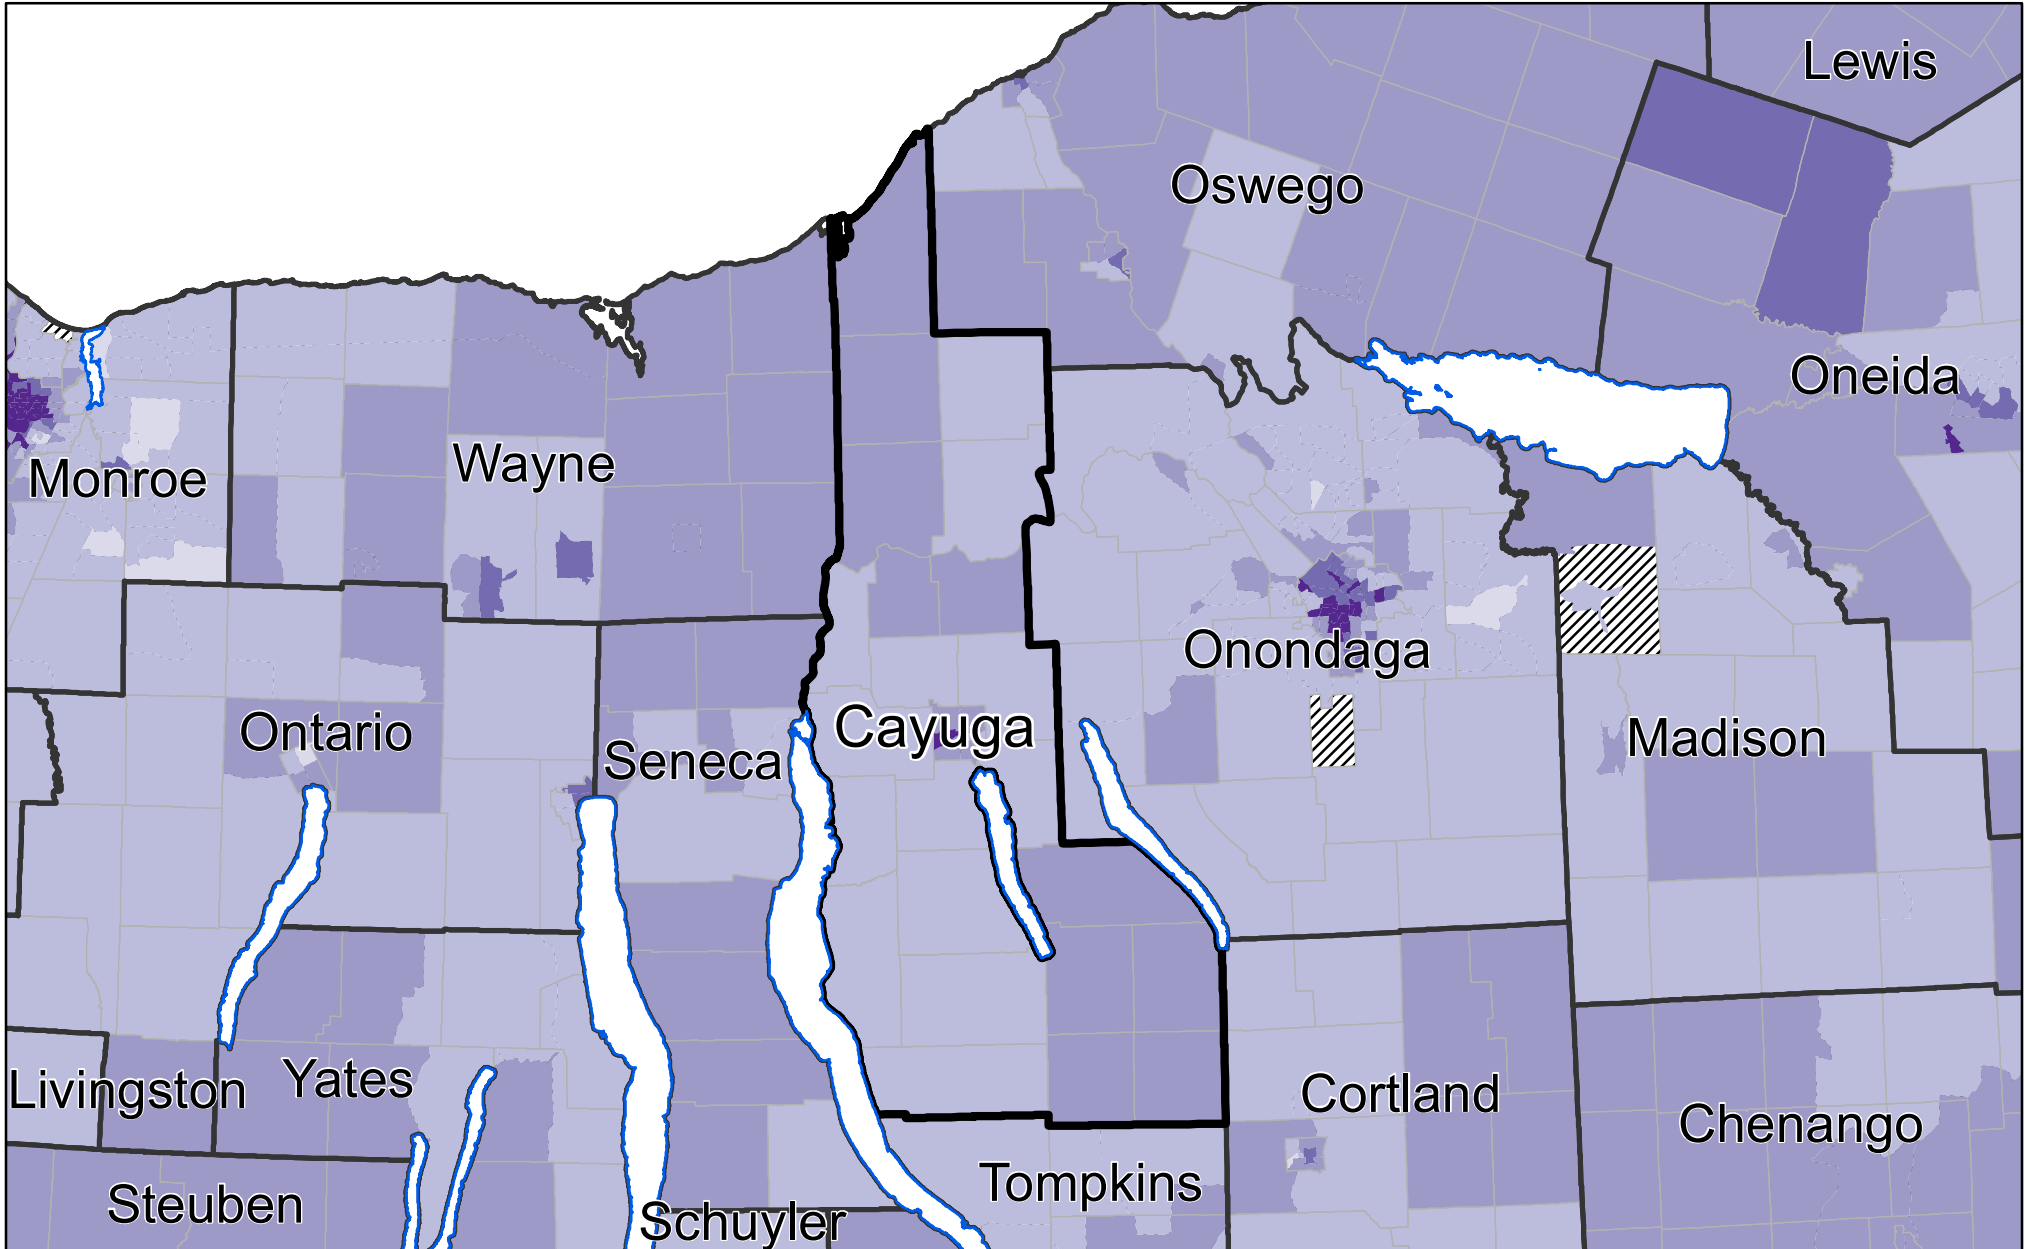 Lewis
Oswego
Oneida
Wayne
Monroe
Onondaga
Cayuga
Ontario
Madison
Seneca
Yates
Livingston
Cortland
Chenango
Tompkins
Steuben
Schuyler